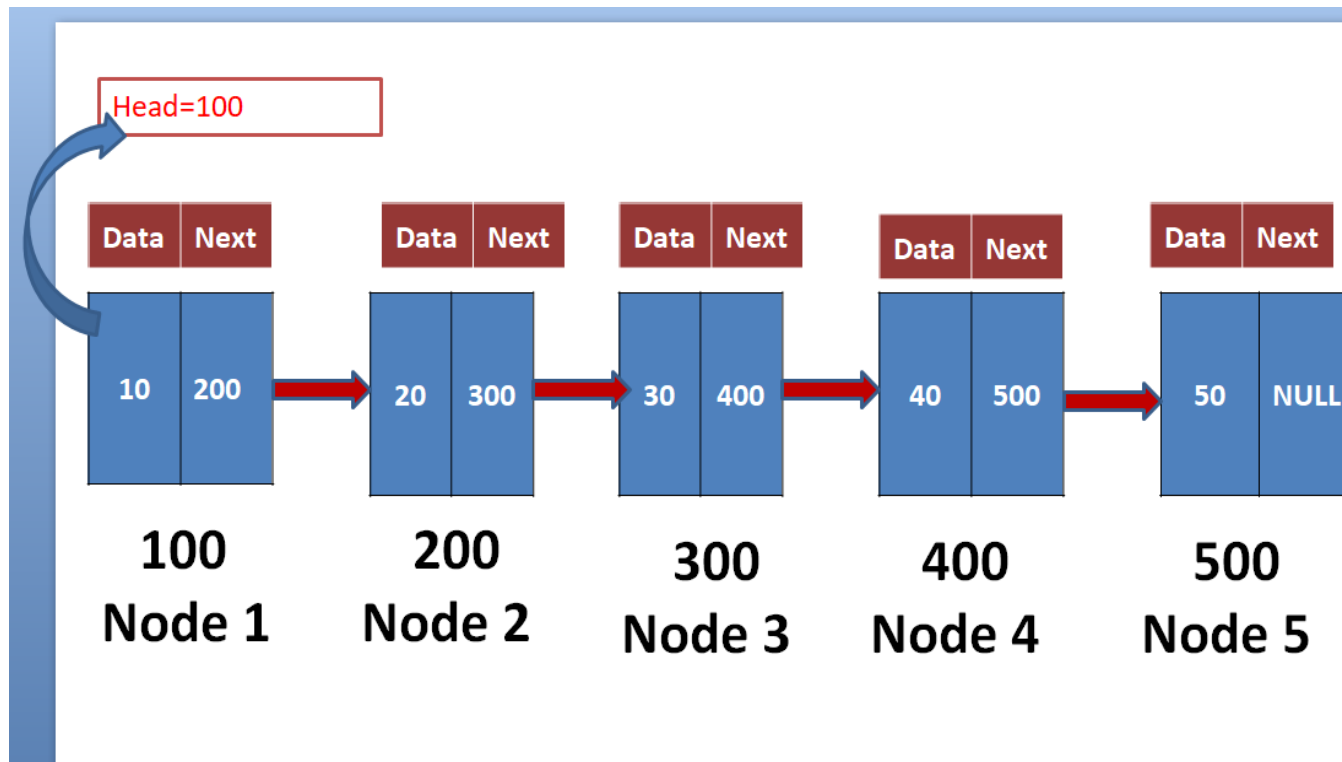 Head=100
Data Next Data Next Data Next Data Next Data Next
10 200 20 300 30 400 40 500 50 NULL
100 200 300 400 500
Node 1 Node 2 Node 3 Node 4 Node 5